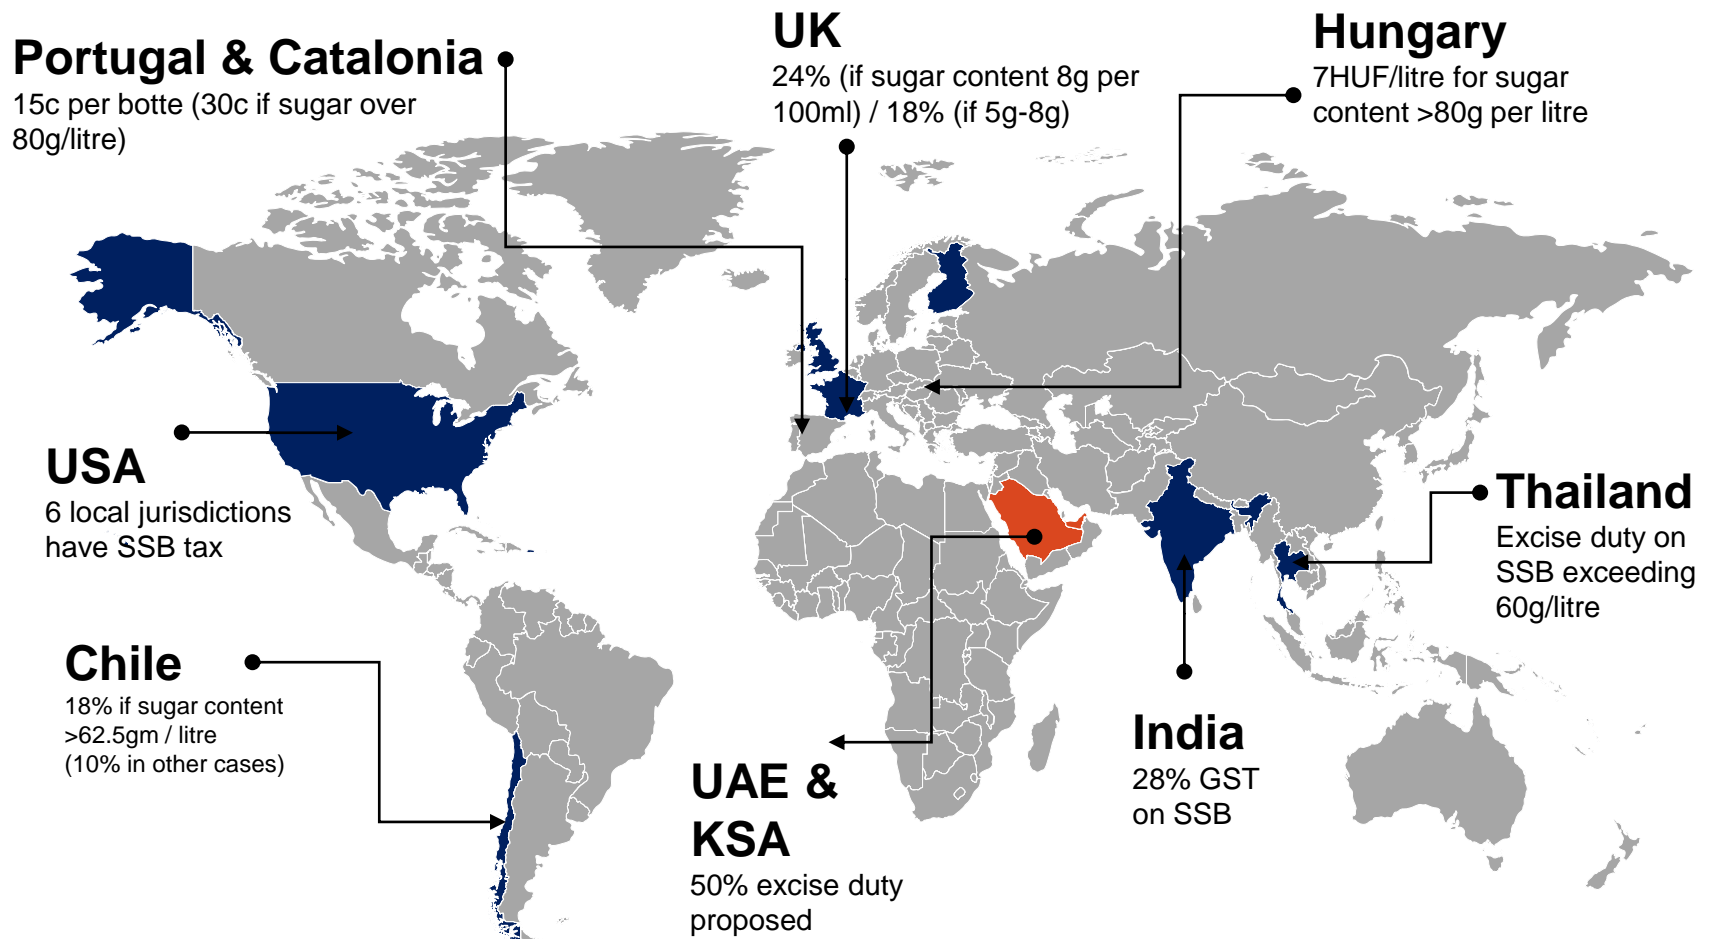 Portugal & Catalonia
15c per botte (30c if sugar over
80g/litre)
UK
24% (if sugar content 8g per
100ml) / 18% (if 5g-8g)
Hungary
7HUF/litre for sugar
content >80g per litre
USA
6 local jurisdictions
have SSB tax
Thailand
Excise duty on
SSB exceeding
60g/litre
Chile
18% if sugar content
>62.5gm / litre
(10% in other cases)
UAE &
KSA
50% excise duty
proposed
India
28% GST
on SSB